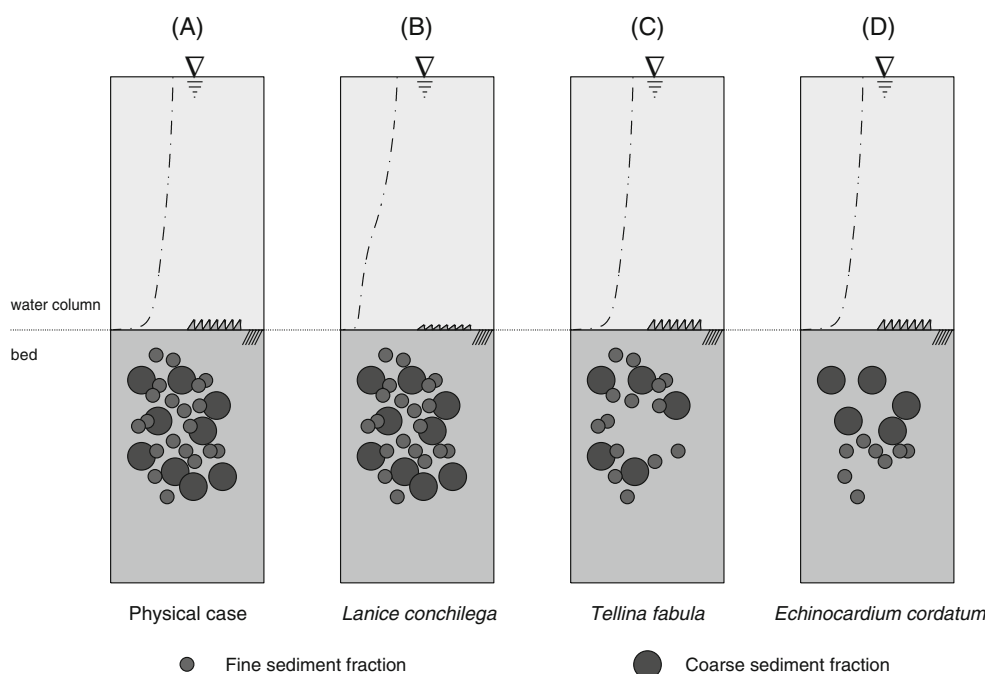 (A) (B) (C) (D)
water column
bed
Physical case Lanice conchilega Tellina fabula Echinocardium cordatum
Fine sediment fraction Coarse sediment fraction